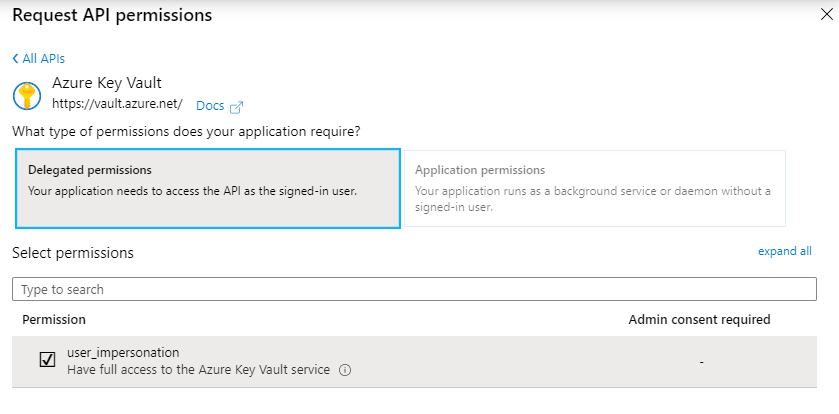 Request API permissions
All APIs
Azure Key Vault
https://vault.azure.net/ Docs
What type of permissions does your application require?
Delegated permissions
Your application needs to access the API as the signed-in user.
Application permissions
Your application runs as a background service or daemon without a
signed-in user.
Select permissions
expand all
Type to search
Permission
Admin consent required
user_impersonation
Have full access to the Azure Key Vault service
-